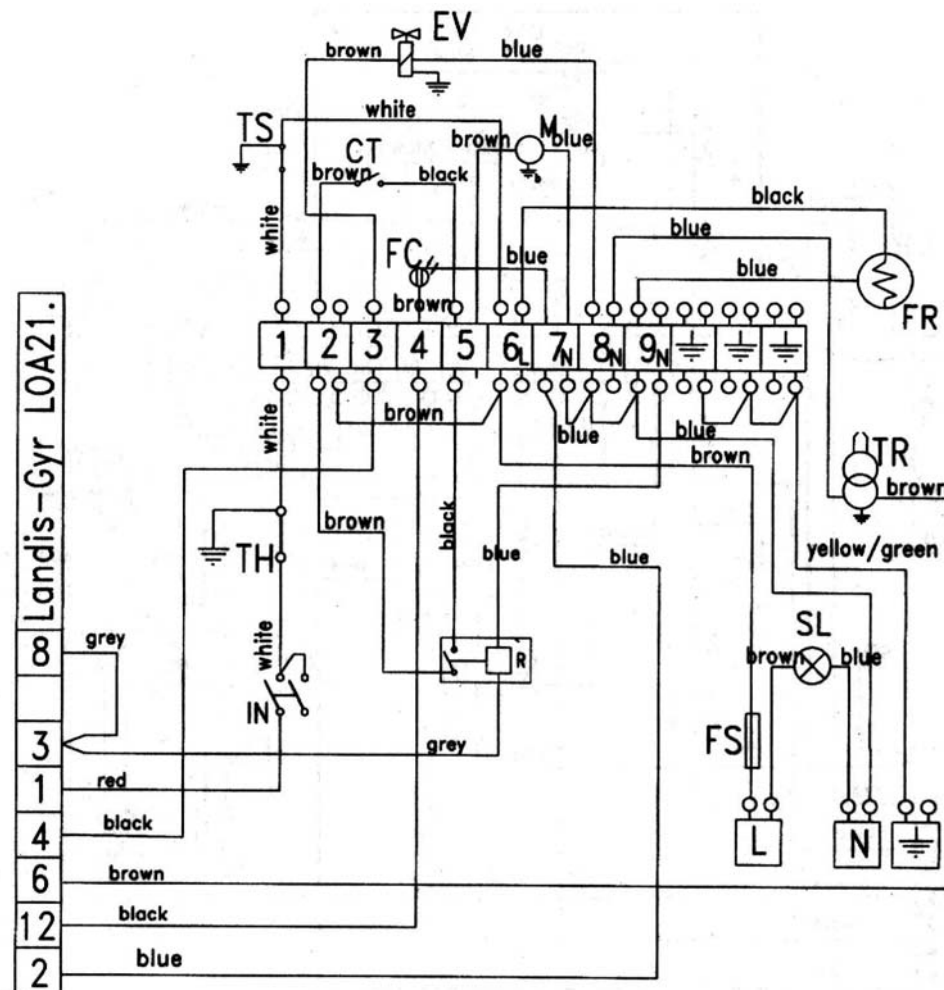 EV
brown blue
white
TS brown M blue
CT
brown black black
blue
white FC blue blue
brown FR
1 2 3 4 5 6L 7N 8N 9N
white brown blue blue
brown TR
brown
brown black blue blue yellow/green
TH
SL
white R brown blue
IN FS
grey
L N
Landis-Gyr LOA21.
8 grey
3
1 red
4 black
6 brown
12 black
2 blue